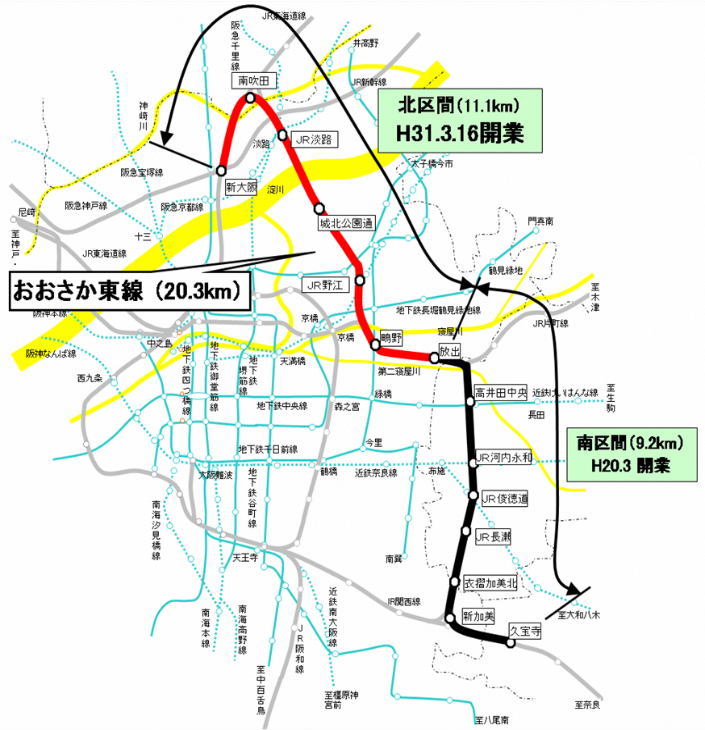 JR東海道線
阪急千里線
井高野
南吹田
JR新幹線
神崎川
北区間(11.1km)
H31.3.16開業
淡路
JR淡路
太子橋今市
阪急宝塚線
新大阪
淀川
阪急神戸線
阪急京都線
尼崎
城北公園通
門真南
至神戸
十三
JR東海道線
鶴見緑地
おおさか東線(20.3km)
JR野江
地下鉄長堀鶴見緑地線
至木津
阪神本線
京橋
京橋
寝屋川
JR片町線
中之島
鴫野
放出
阪神なんば線
天満橋
地下鉄四つ橋線
地下鉄御堂筋線
地下鉄堺筋線
第二寝屋川
西九条
緑橋
高井田中央
近鉄けいはんな線
至生駒
地下鉄中央線
森之宮
長田
今里
南区間(9.2km)
H20.3 開業
地下鉄千日前線
JR河内永和
大阪難波
鶴橋
近鉄奈良線
布施
地下鉄谷町線
JR俊徳道
南海汐見橋線
JR長瀬
天王寺
南巽
衣摺加美北
近鉄南大阪線
JR関西線
新加美
至大和八木
南海本線
南海高野線
JR阪和線
久宝寺
至中百舌鳥
至橿原神宮前
至奈良
至八尾南